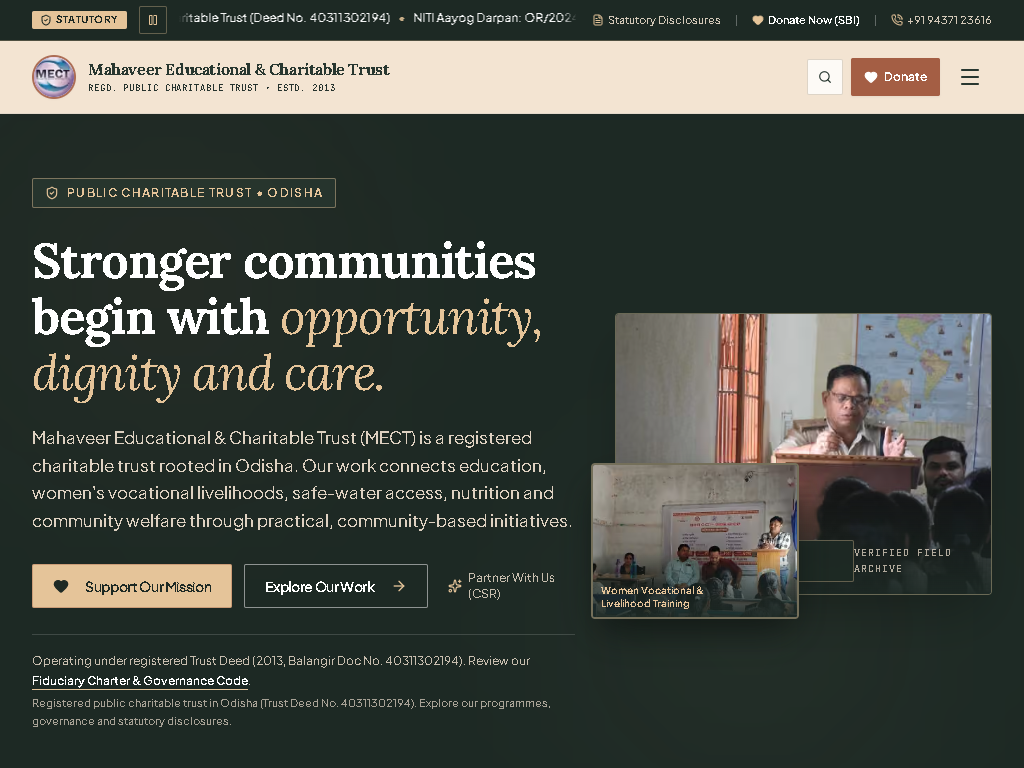 STATUTORY
ritable Trust (Deed No. 40311302194) • NITI Aayog Darpan: OR/202
Statutory Disclosures
Donate Now (SBI)
+91 94371 23616
MECT
Mahaveer Educational & Charitable Trust
REGD. PUBLIC CHARITABLE TRUST • ESTD. 2013
Donate
PUBLIC CHARITABLE TRUST • ODISHA
Stronger communities
begin with opportunity,
dignity and care.
Mahaveer Educational & Charitable Trust (MECT) is a registered
charitable trust rooted in Odisha. Our work connects education,
women's vocational livelihoods, safe-water access, nutrition and
community welfare through practical, community-based initiatives.
Support Our Mission
Explore Our Work
Partner With Us
(CSR)
VERIFIED FIELD
ARCHIVE
Women Vocational &
Livelihood Training
Operating under registered Trust Deed (2013, Balangir Doc No. 40311302194). Review our
Fiduciary Charter & Governance Code.
Registered public charitable trust in Odisha (Trust Deed No. 40311302194). Explore our programmes,
governance and statutory disclosures.